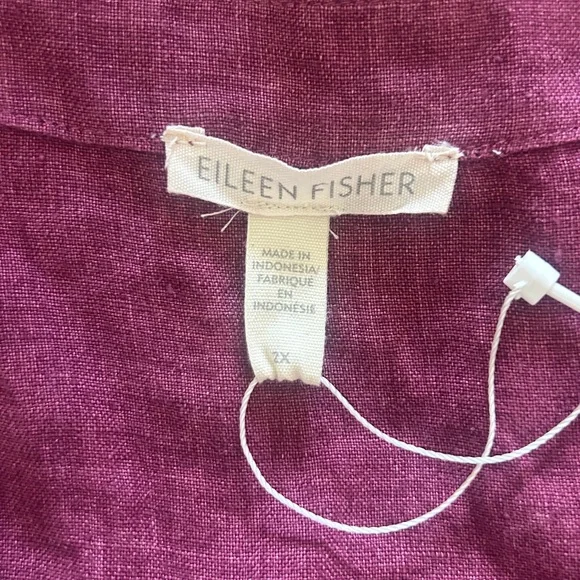 EILEEN FISHER
MADE IN
INDONESIA/
FABRIQUÉ
EN
INDONÉSIE
2X